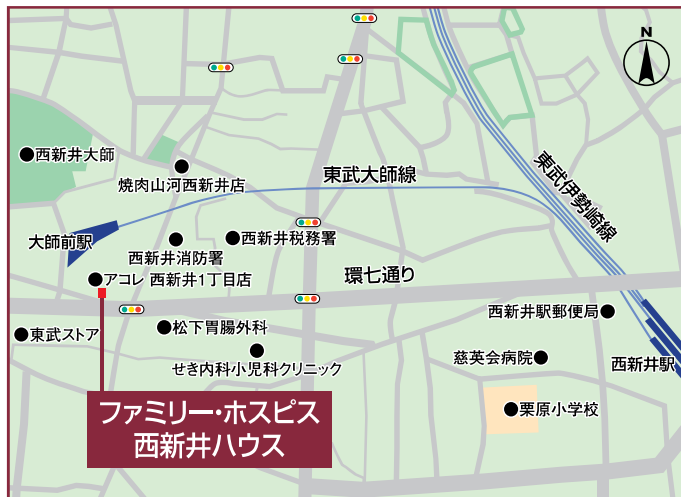 N
西新井大師
焼肉山河西新井店
東武大師線
東武伊勢崎線
大師前駅
西新井消防署
西新井税務署
アコレ 西新井1丁目店
環七通り
東武ストア
松下胃腸外科
西新井駅郵便局
せき内科小児科クリニック
慈英会病院
西新井駅
栗原小学校
ファミリー・ホスピス
西新井ハウス